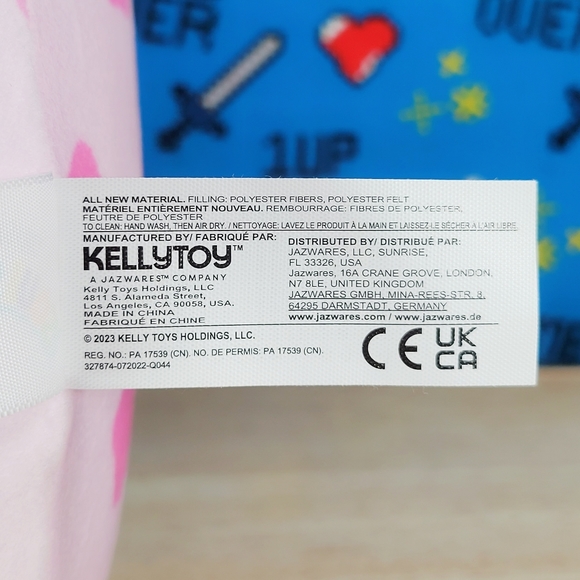 OVER
1UP
ALL NEW MATERIAL. FILLING: POLYESTER FIBERS, POLYESTER FELT
MATÉRIEL ENTIÈREMENT NOUVEAU. REMBOURRAGE: FIBRES DE POLYESTER,
FEUTRE DE POLYESTER
TO CLEAN: HAND WASH, THEN AIR DRY. / NETTOYAGE: LAVEZ LE PRODUIT À LA MAIN ET LAISSEZ-LE SÉCHER À L'AIR LIBRE.
MANUFACTURED BY/ FABRIQUÉ PAR:
KELLYTOY™
A JAZWARES™ COMPANY
Kelly Toys Holdings, LLC
4811 S. Alameda Street,
Los Angeles, CA 90058, USA.
MADE IN CHINA
FABRIQUÉ EN CHINE
DISTRIBUTED BY/ DISTRIBUÉ PAR:
JAZWARES, LLC, SUNRISE,
FL 33326, USA
Jazwares, 16A CRANE GROVE, LONDON,
N7 8LE, UNITED KINGDOM
JAZWARES GMBH, MINA-REES-STR. 8,
64295 DARMSTADT, GERMANY
www.jazwares.com / www.jazwares.de
© 2023 KELLY TOYS HOLDINGS, LLC.
REG. NO.: PA 17539 (CN). NO. DE PERMIS: PA 17539 (CN).
327874-072022-Q044
CE UK
CA